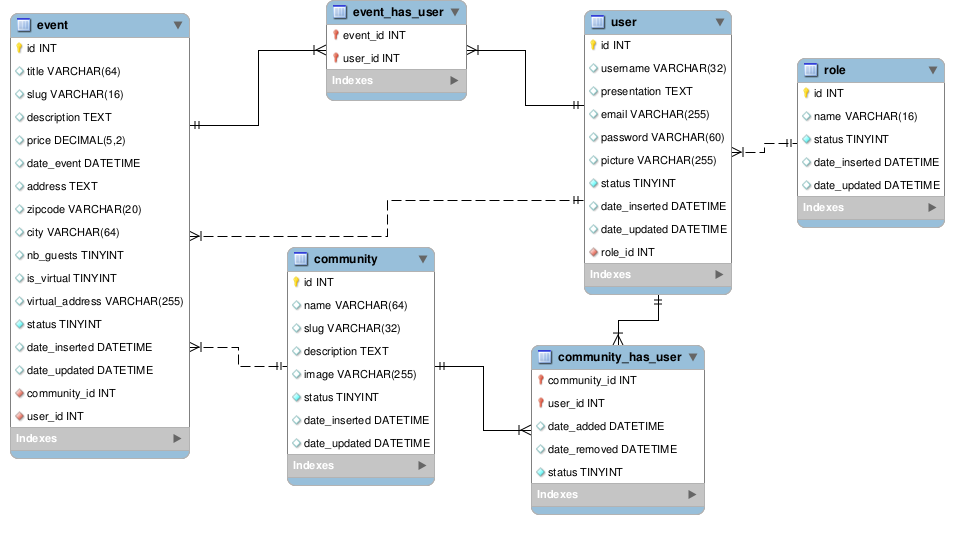 event
id INT
title VARCHAR(64)
slug VARCHAR(16)
description TEXT
price DECIMAL(5,2)
date_event DATETIME
address TEXT
zipcode VARCHAR(20)
city VARCHAR(64)
nb_guests TINYINT
is_virtual TINYINT
virtual_address VARCHAR(255)
status TINYINT
date_inserted DATETIME
date_updated DATETIME
community_id INT
user_id INT
Indexes
event_has_user
event_id INT
user_id INT
Indexes
user
id INT
username VARCHAR(32)
presentation TEXT
email VARCHAR(255)
password VARCHAR(60)
picture VARCHAR(255)
status TINYINT
date_inserted DATETIME
date_updated DATETIME
role_id INT
Indexes
role
id INT
name VARCHAR(16)
status TINYINT
date_inserted DATETIME
date_updated DATETIME
Indexes
community
id INT
name VARCHAR(64)
slug VARCHAR(32)
description TEXT
image VARCHAR(255)
status TINYINT
date_inserted DATETIME
date_updated DATETIME
Indexes
community_has_user
community_id INT
user_id INT
date_added DATETIME
date_removed DATETIME
status TINYINT
Indexes